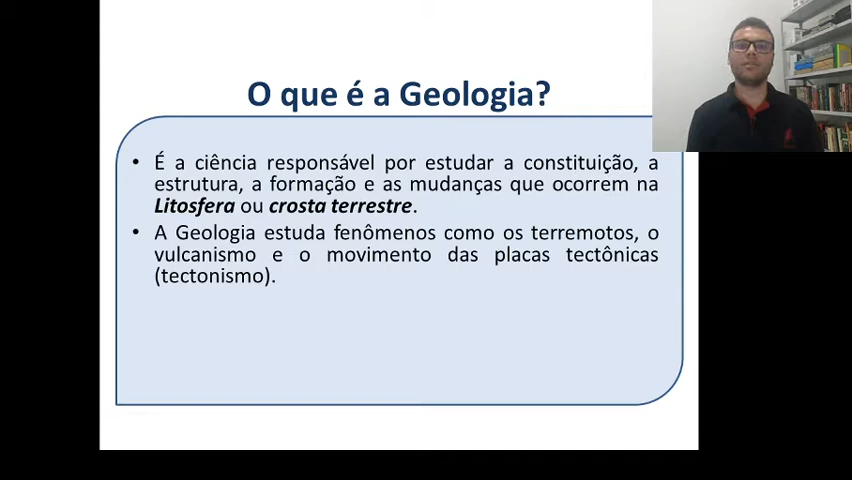 O que é a Geologia?
• É a ciência responsável por estudar a constituição, a
estrutura, a formação e as mudanças que ocorrem na
Litosfera ou crosta terrestre.
• A Geologia estuda fenômenos como os terremotos, o
vulcanismo e o movimento das placas tectônicas
(tectonismo).